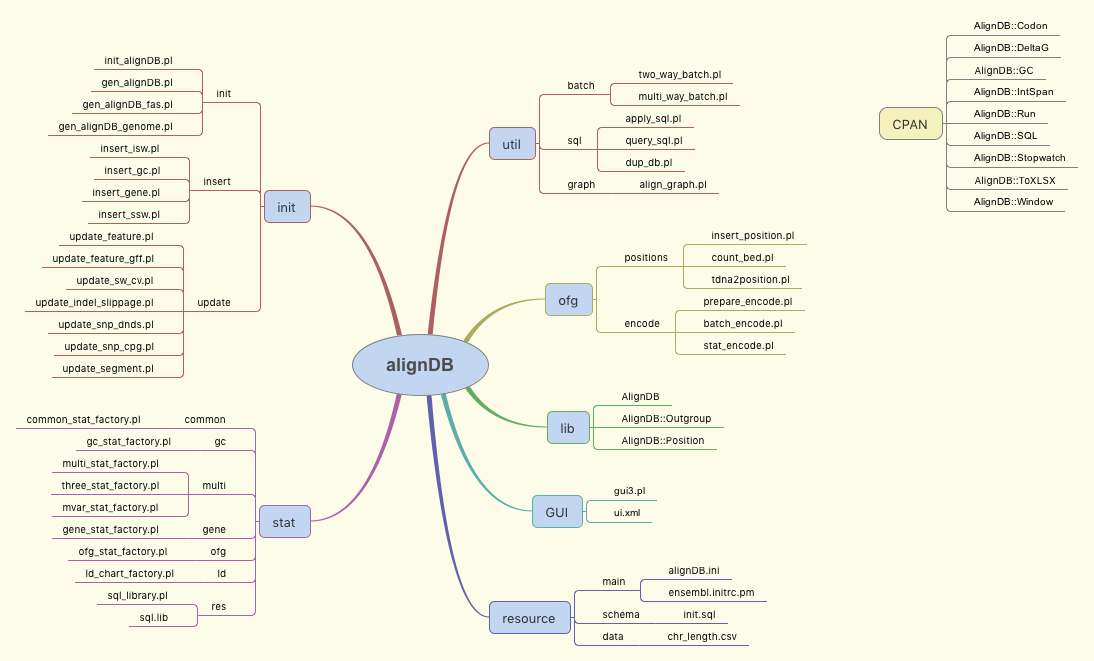 alignDB
init
init
init_alignDB.pl
gen_alignDB.pl
gen_alignDB_fas.pl
gen_alignDB_genome.pl
insert
insert_isw.pl
insert_gc.pl
insert_gene.pl
insert_ssw.pl
update
update_feature.pl
update_feature_gff.pl
update_sw_cv.pl
update_indel_slippage.pl
update_snp_dnds.pl
update_snp_cpg.pl
update_segment.pl
stat
common
common_stat_factory.pl
gc
gc_stat_factory.pl
multi
multi_stat_factory.pl
three_stat_factory.pl
mvar_stat_factory.pl
gene
gene_stat_factory.pl
ofg
ofg_stat_factory.pl
ld
ld_chart_factory.pl
res
sql_library.pl
sql.lib
util
batch
two_way_batch.pl
multi_way_batch.pl
sql
apply_sql.pl
query_sql.pl
dup_db.pl
graph
align_graph.pl
ofg
positions
insert_position.pl
count_bed.pl
tdna2position.pl
encode
prepare_encode.pl
batch_encode.pl
stat_encode.pl
lib
AlignDB
AlignDB::Outgroup
AlignDB::Position
GUI
gui3.pl
ui.xml
resource
main
alignDB.ini
ensembl.initrc.pm
schema
init.sql
data
chr_length.csv
CPAN
AlignDB::Codon
AlignDB::DeltaG
AlignDB::GC
AlignDB::IntSpan
AlignDB::Run
AlignDB::SQL
AlignDB::Stopwatch
AlignDB::ToXLSX
AlignDB::Window